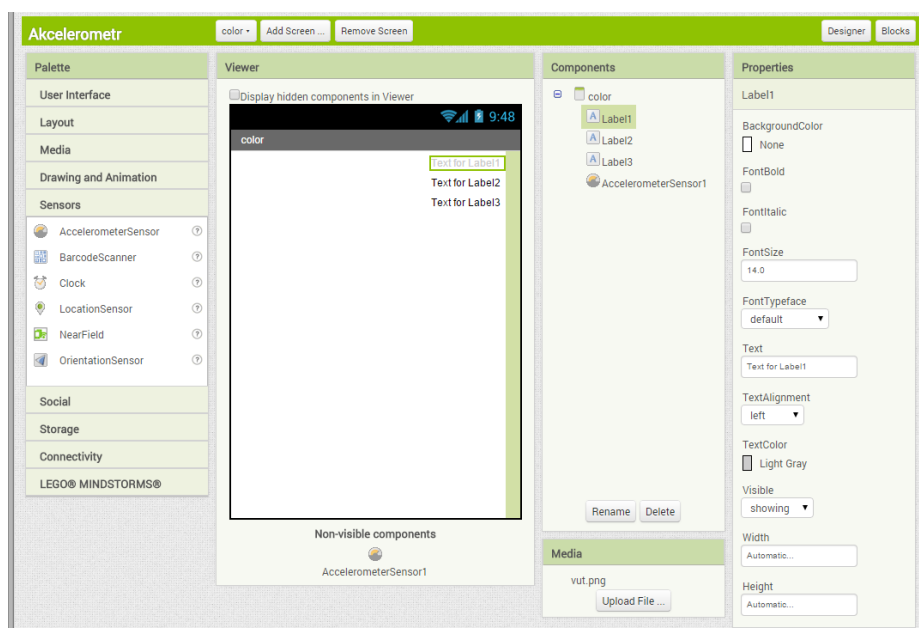 Akcelerometr
color
Add Screen ...
Remove Screen
Designer
Blocks
Palette
User Interface
Layout
Media
Drawing and Animation
Sensors
AccelerometerSensor ?
BarcodeScanner ?
Clock ?
LocationSensor ?
NearField ?
OrientationSensor ?
Social
Storage
Connectivity
LEGO® MINDSTORMS®
Viewer
Display hidden components in Viewer
9:48
color
Text for Label1
Text for Label2
Text for Label3
Non-visible components
AccelerometerSensor1
Components
color
A Label1
A Label2
A Label3
AccelerometerSensor1
Rename
Delete
Media
vut.png
Upload File ...
Properties
Label1
BackgroundColor
None
FontBold
FontItalic
FontSize
14.0
FontTypeface
default
Text
Text for Label1
TextAlignment
left
TextColor
Light Gray
Visible
showing
Width
Automatic...
Height
Automatic...